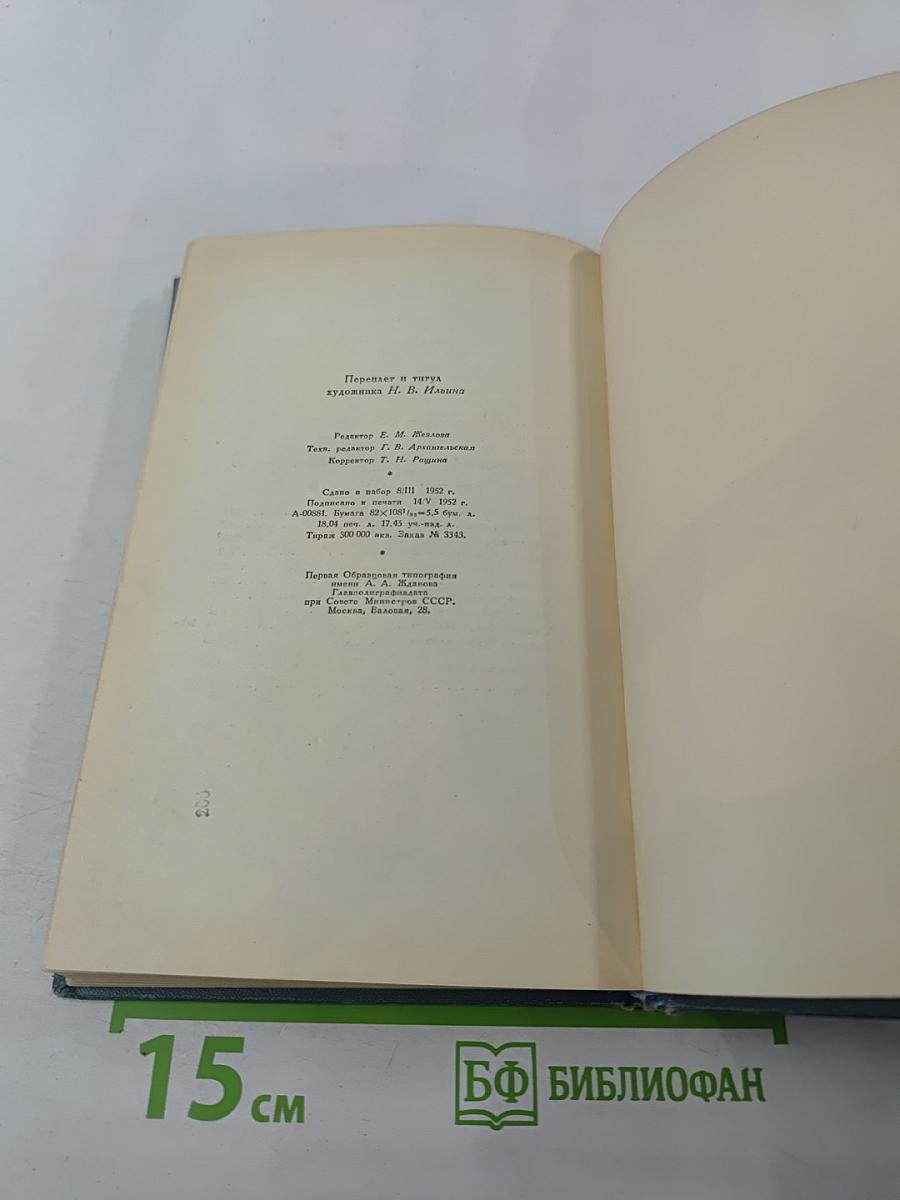 Переплет и титул
художника Н. В. Ильина
Редактор Е. М. Жезлова
Техн. редактор Г. В. Архангельская
Корректор Т. Н. Рощина
*
Сдано в набор 8/III 1952 г.
Подписано к печати 14/V 1952 г.
А-00881. Бумага 82×108¹/₃₂=5,5 бум. л.
18,04 печ. л. 17,45 уч.-изд. л.
Тираж 500 000 экз. Заказ № 3343.
*
Первая Образцовая типография
имени А. А. Жданова
Главполиграфиздата
при Совете Министров СССР.
Москва, Валовая, 28.
15 см
БФ БИБЛИОФАН